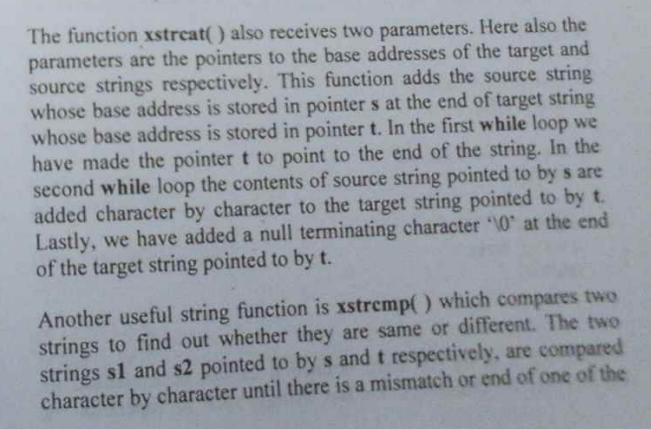 The function xstrcat( ) also receives two parameters. Here also the
parameters are the pointers to the base addresses of the target and
source strings respectively. This function adds the source string
whose base address is stored in pointer s at the end of target string
whose base address is stored in pointer t. In the first while loop we
have made the pointer t to point to the end of the string. In the
second while loop the contents of source string pointed to by s are
added character by character to the target string pointed to by t.
Lastly, we have added a null terminating character '\0' at the end
of the target string pointed to by t.
Another useful string function is xstrcmp( ) which compares two
strings to find out whether they are same or different. The two
strings s1 and s2 pointed to by s and t respectively, are compared
character by character until there is a mismatch or end of one of the